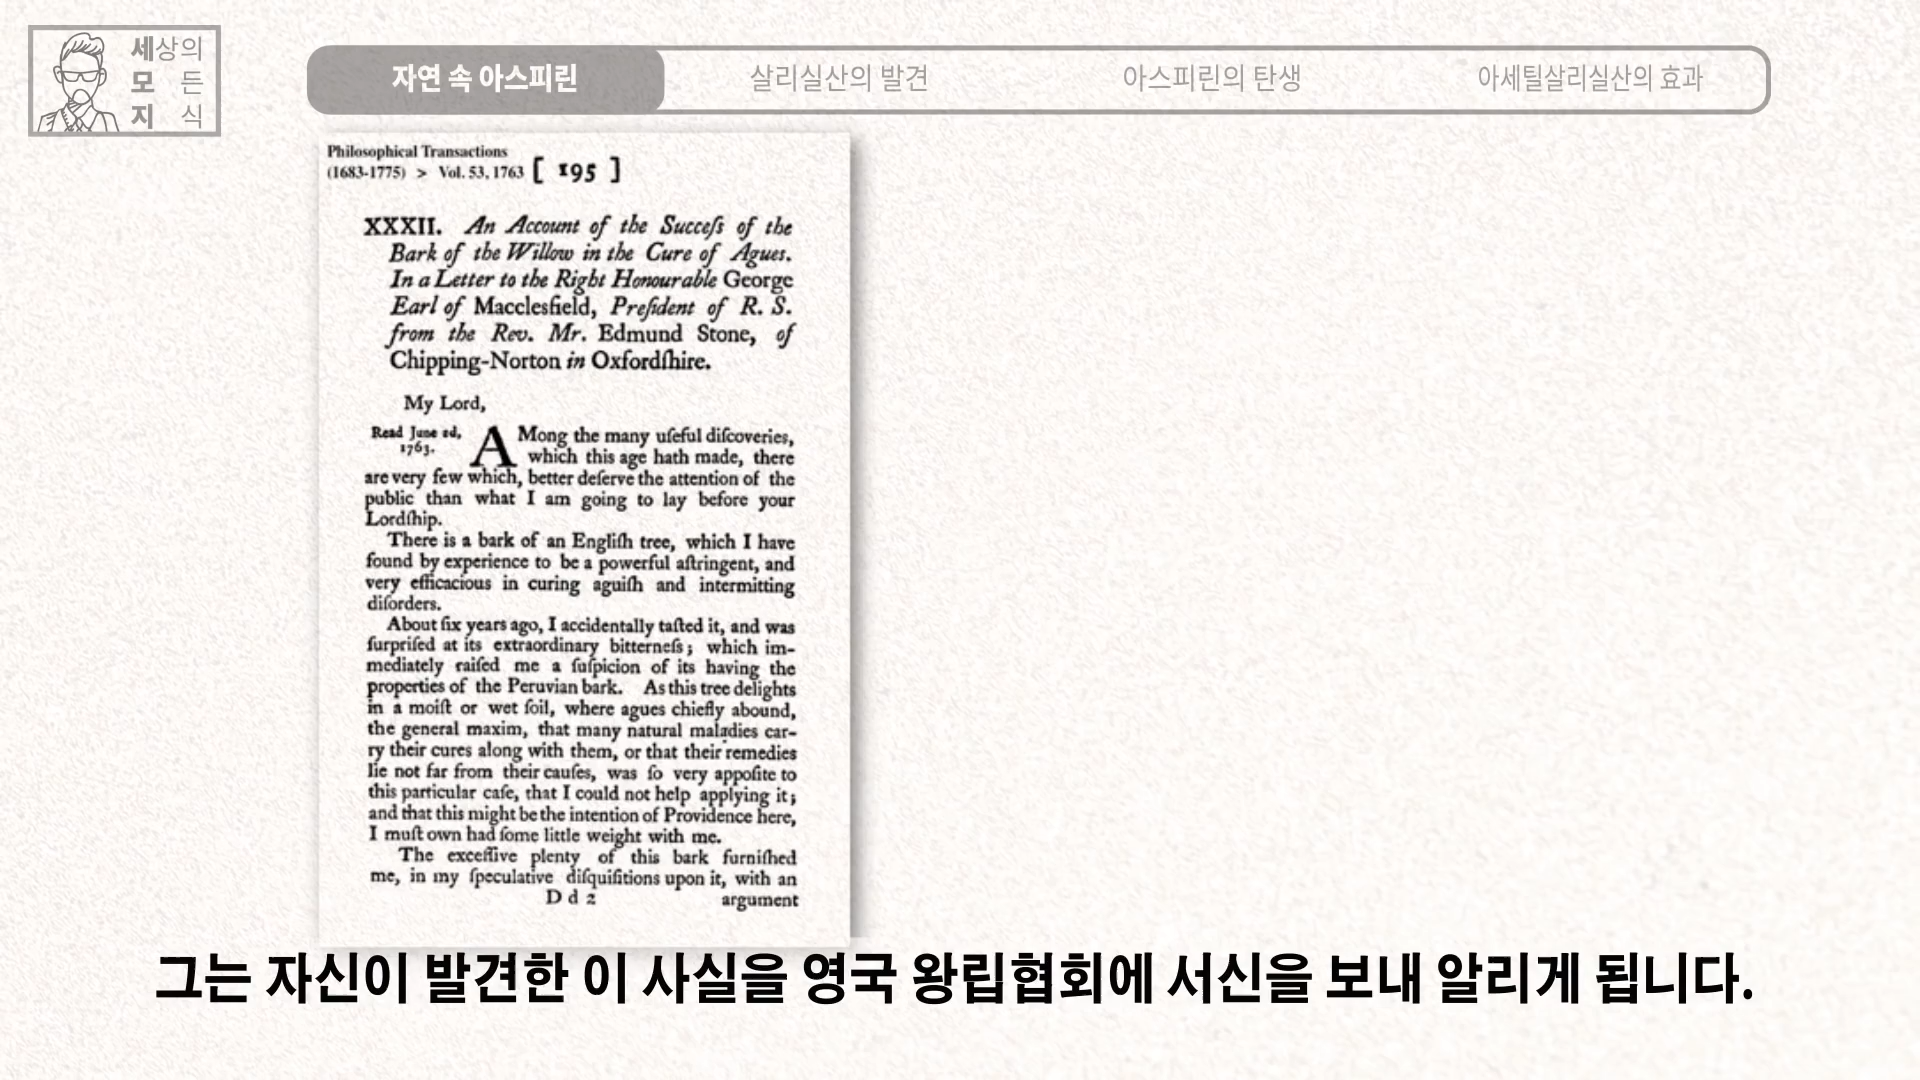 세상의
모든
지식
자연 속 아스피린
살리실산의 발견
아스피린의 탄생
아세틸살리실산의 효과
Philosophical Transactions
(1683-1775) > Vol. 53, 1763 [ 195 ]
XXXII. An Account of the Succeſs of the
Bark of the Willow in the Cure of Agues.
In a Letter to the Right Honourable George
Earl of Macclesfield, Preſident of R. S.
from the Rev. Mr. Edmund Stone, of
Chipping-Norton in Oxfordſhire.
My Lord,
Read June 2d,
1763.
AMong the many uſeful diſcoveries,
which this age hath made, there
are very few which, better deſerve the attention of the
public than what I am going to lay before your
Lordſhip.
There is a bark of an Engliſh tree, which I have
found by experience to be a powerful aſtringent, and
very efficacious in curing aguiſh and intermitting
diſorders.
About ſix years ago, I accidentally taſted it, and was
ſurpriſed at its extraordinary bitterneſs; which im-
mediately raiſed me a ſuſpicion of its having the
properties of the Peruvian bark. As this tree delights
in a moiſt or wet ſoil, where agues chiefly abound,
the general maxim, that many natural maladies car-
ry their cures along with them, or that their remedies
lie not far from their cauſes, was ſo very appoſite to
this particular caſe, that I could not help applying it;
and that this might be the intention of Providence here,
I muſt own had ſome little weight with me.
The exceſſive plenty of this bark furniſhed
me, in my ſpeculative diſquiſitions upon it, with an
D d 2 argument
그는 자신이 발견한 이 사실을 영국 왕립협회에 서신을 보내 알리게 됩니다.